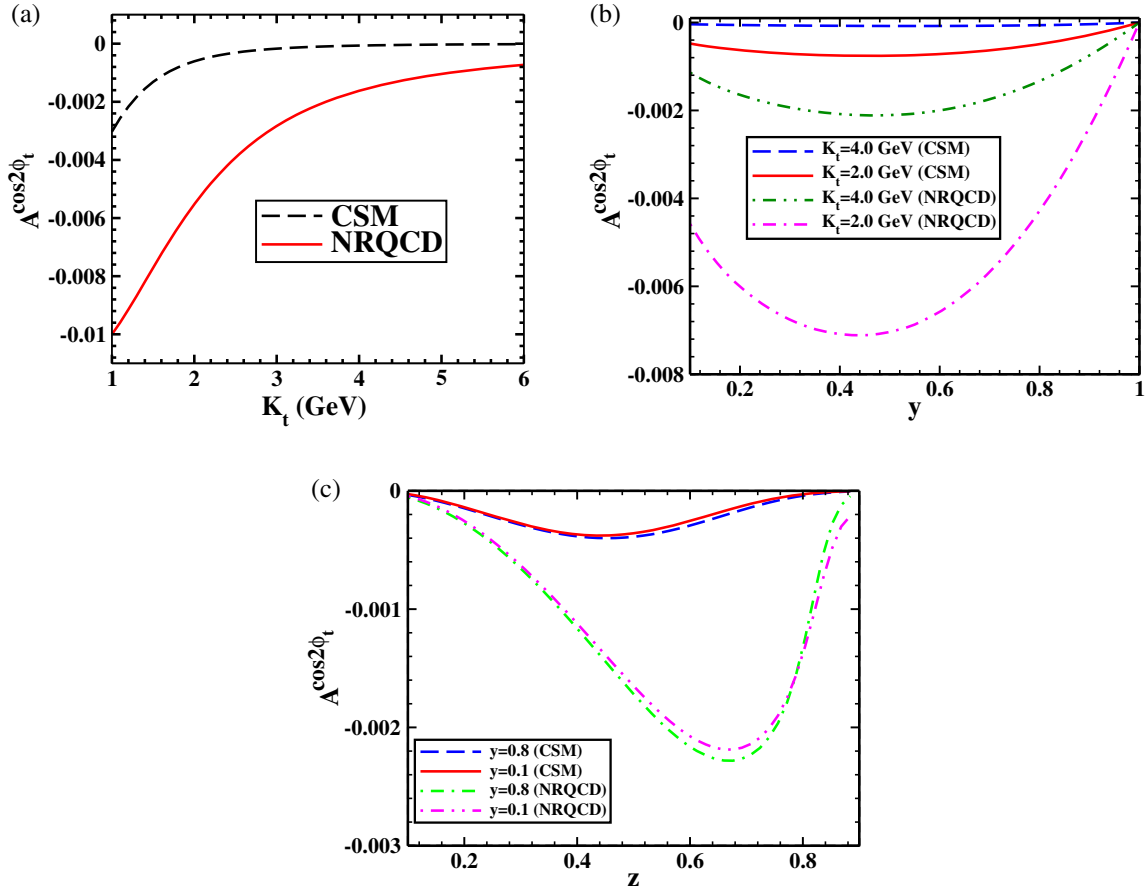 (a)
0
-0.002
-0.004
-0.006
-0.008
-0.01
A^cos2ϕ_t
CSM
NRQCD
1 2 3 4 5 6
K_t (GeV)
(b)
0
-0.002
-0.004
-0.006
-0.008
A^cos2ϕ_t
K_t=4.0 GeV (CSM)
K_t=2.0 GeV (CSM)
K_t=4.0 GeV (NRQCD)
K_t=2.0 GeV (NRQCD)
0.2 0.4 0.6 0.8 1
y
(c)
0
-0.001
-0.002
-0.003
A^cos2ϕ_t
y=0.8 (CSM)
y=0.1 (CSM)
y=0.8 (NRQCD)
y=0.1 (NRQCD)
0.2 0.4 0.6 0.8
z